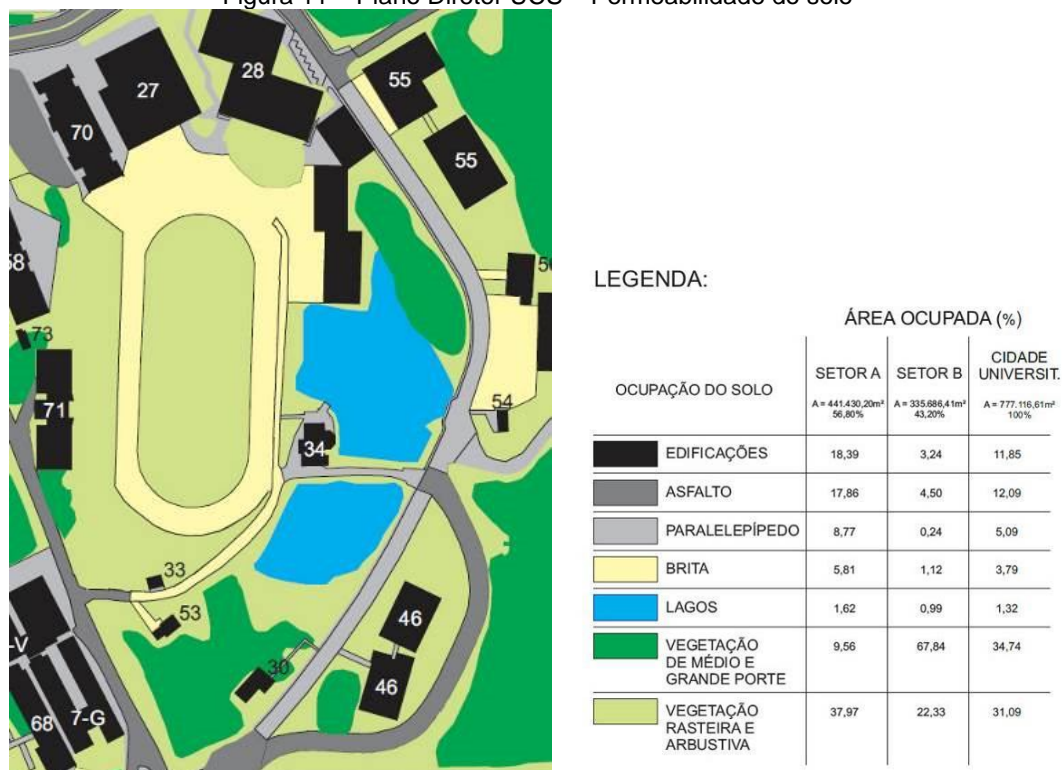 Figura 11 – Plano Diretor UCS – Permeabilidade do solo
27
28
55
70
55
58
73
71
54
34
33
53
46
30
46
68
7-G
LEGENDA:
ÁREA OCUPADA (%)
OCUPAÇÃO DO SOLO
SETOR A
SETOR B
CIDADE
UNIVERSIT.
A = 441.430,20m²
56,80%
A = 335.686,41m²
43,20%
A = 777.116,61m²
100%
EDIFICAÇÕES 18,39 3,24 11,85
ASFALTO 17,86 4,50 12,09
PARALELEPÍPEDO 8,77 0,24 5,09
BRITA 5,81 1,12 3,79
LAGOS 1,62 0,99 1,32
VEGETAÇÃO 9,56 67,84 34,74
DE MÉDIO E
GRANDE PORTE
VEGETAÇÃO 37,97 22,33 31,09
RASTEIRA E
ARBUSTIVA